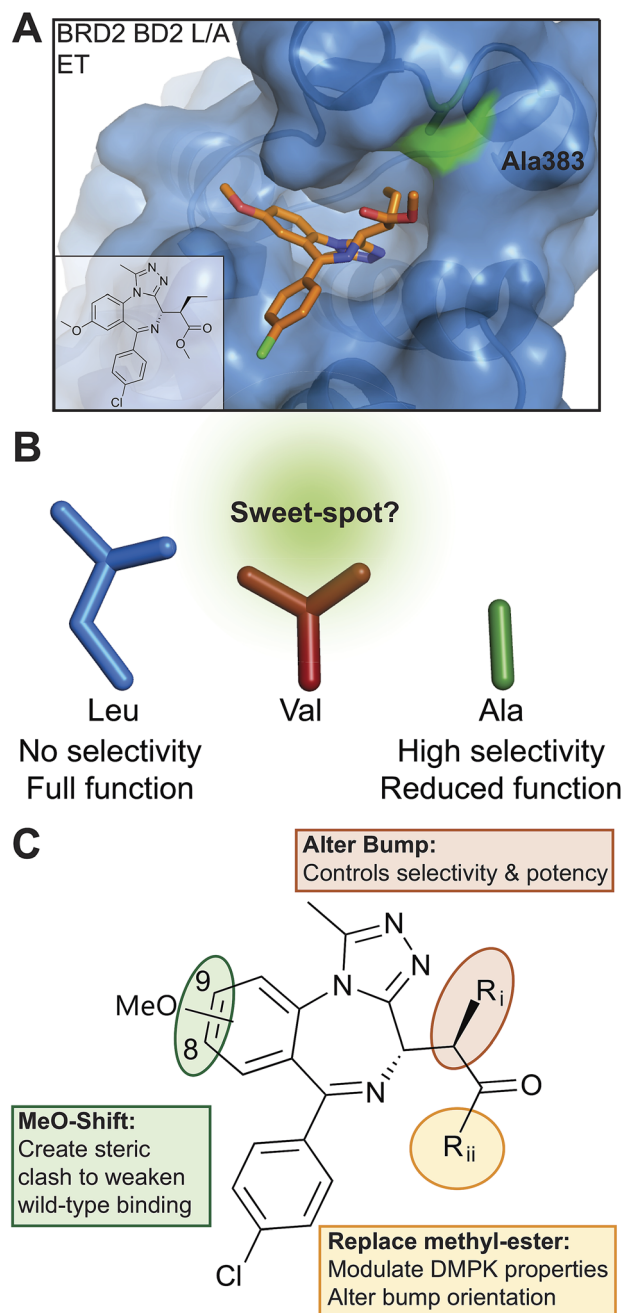 A
BRD2 BD2 L/A
ET
Ala383
Me
N
N
N
O
N
O
O
Cl
B
Sweet-spot?
Leu
Val
Ala
No selectivity
Full function
High selectivity
Reduced function
C
Alter Bump:
Controls selectivity & potency
N
N
N
9
MeO
8
Ri
O
N
Rii
MeO-Shift:
Create steric
clash to weaken
wild-type binding
Cl
Replace methyl-ester:
Modulate DMPK properties
Alter bump orientation